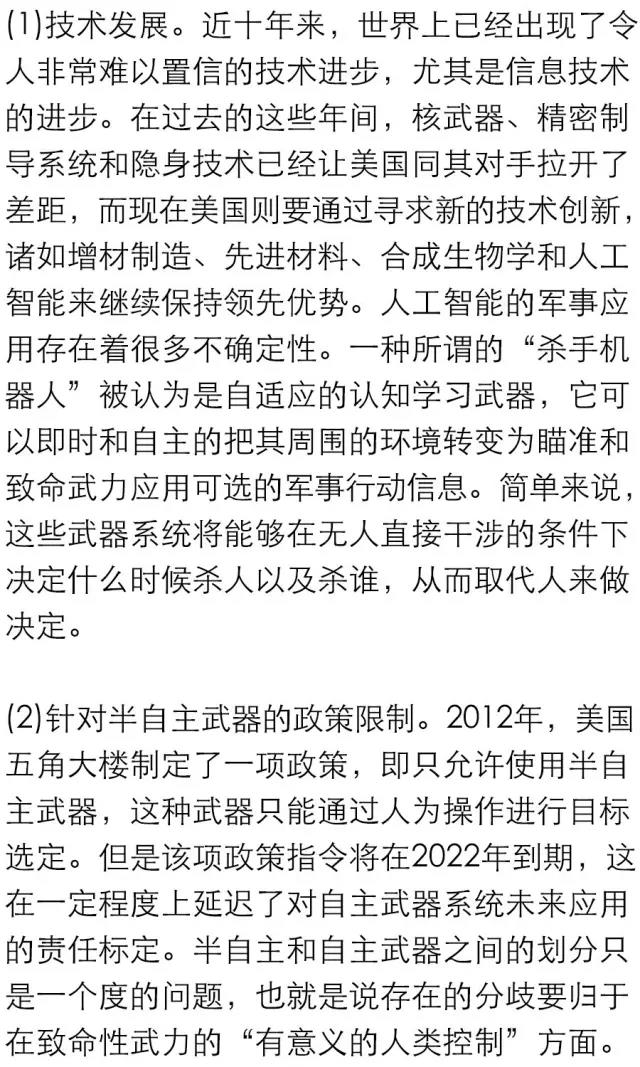 (1)技术发展。近十年来，世界上已经出现了令
人非常难以置信的技术进步，尤其是信息技术
的进步。在过去的这些年间，核武器、精密制
导系统和隐身技术已经让美国同其对手拉开了
差距，而现在美国则要通过寻求新的技术创新，
诸如增材制造、先进材料、合成生物学和人工
智能来继续保持领先优势。人工智能的军事应
用存在着很多不确定性。一种所谓的“杀手机
器人”被认为是自适应的认知学习武器，它可
以即时和自主的把其周围的环境转变为瞄准和
致命武力应用可选的军事行动信息。简单来说，
这些武器系统将能够在无人直接干涉的条件下
决定什么时候杀人以及杀谁，从而取代人来做
决定。
(2)针对半自主武器的政策限制。2012年，美国
五角大楼制定了一项政策，即只允许使用半自
主武器，这种武器只能通过人为操作进行目标
选定。但是该项政策指令将在2022年到期，这
在一定程度上延迟了对自主武器系统未来应用
的责任标定。半自主和自主武器之间的划分只
是一个度的问题，也就是说存在的分歧要归于
在致命性武力的“有意义的人类控制”方面。